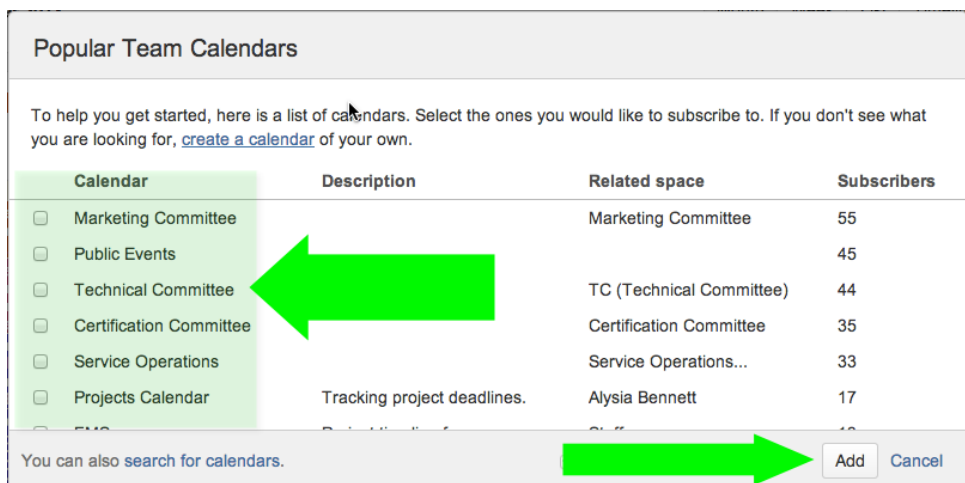 Popular Team Calendars
To help you get started, here is a list of calendars. Select the ones you would like to subscribe to. If you don't see what
you are looking for, create a calendar of your own.
Calendar Description Related space Subscribers
Marketing Committee Marketing Committee 55
Public Events 45
Technical Committee TC (Technical Committee) 44
Certification Committee Certification Committee 35
Service Operations Service Operations... 33
Projects Calendar Tracking project deadlines. Alysia Bennett 17
You can also search for calendars. Add Cancel